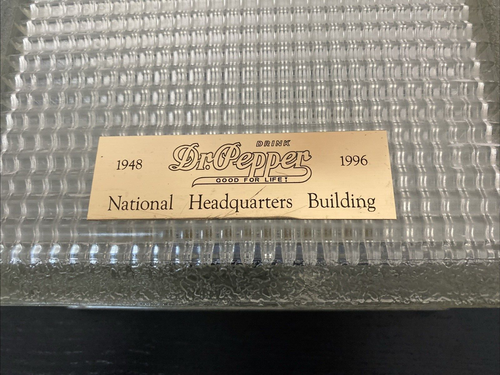 DRINK
1948 Dr. Pepper 1996
GOOD FOR LIFE!
National Headquarters Building